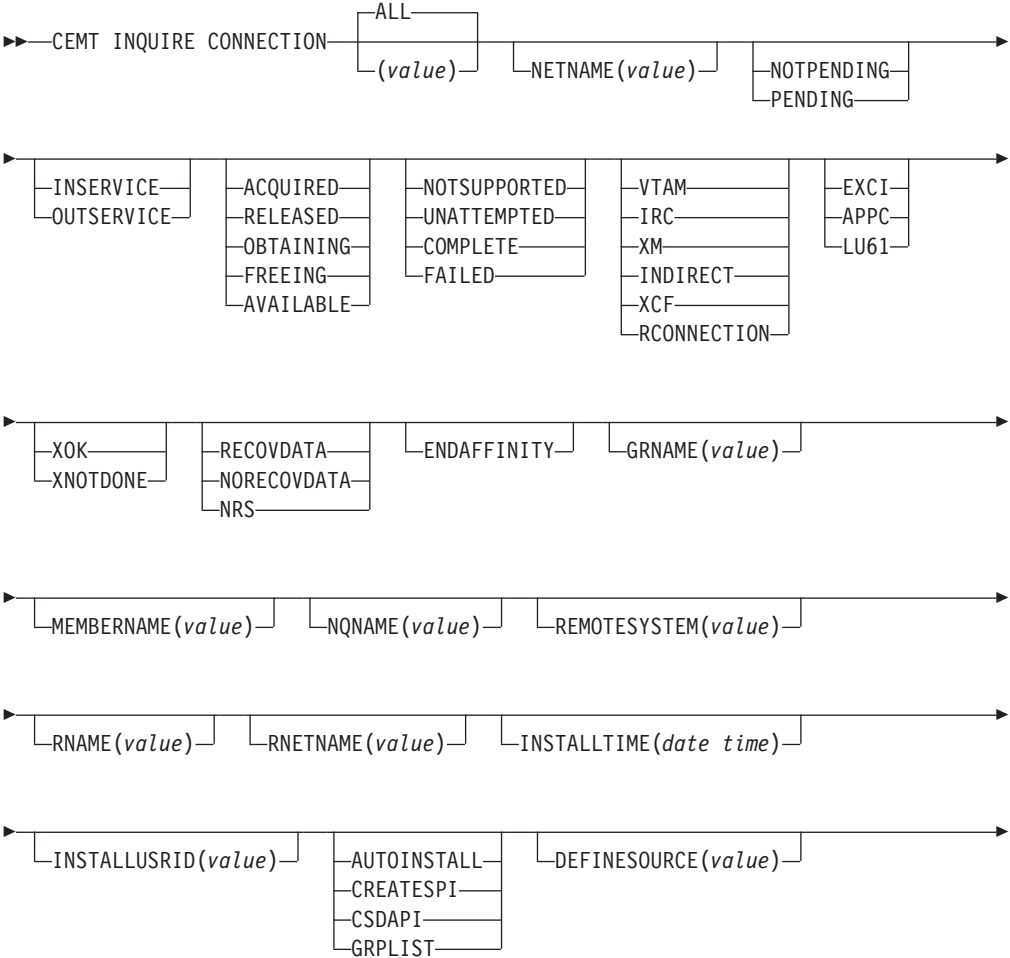 ALL
CEMT INQUIRE CONNECTION
(value) NETNAME(value) NOTPENDING
PENDING
INSERVICE ACQUIRED NOTSUPPORTED VTAM EXCI
OUTSERVICE RELEASED UNATTEMPTED IRC APPC
OBTAINING COMPLETE XM LU61
FREEING FAILED INDIRECT
AVAILABLE XCF
RCONNECTION
XOK RECOVDATA ENDAFFINITY GRNAME(value)
XNOTDONE NORECOVDATA
NRS
MEMBERNAME(value) NQNAME(value) REMOTESYSTEM(value)
RNAME(value) RNETNAME(value) INSTALLTIME(date time)
INSTALLUSRID(value) AUTOINSTALL DEFINESOURCE(value)
CREATESPI
CSDAPI
GRPLIST